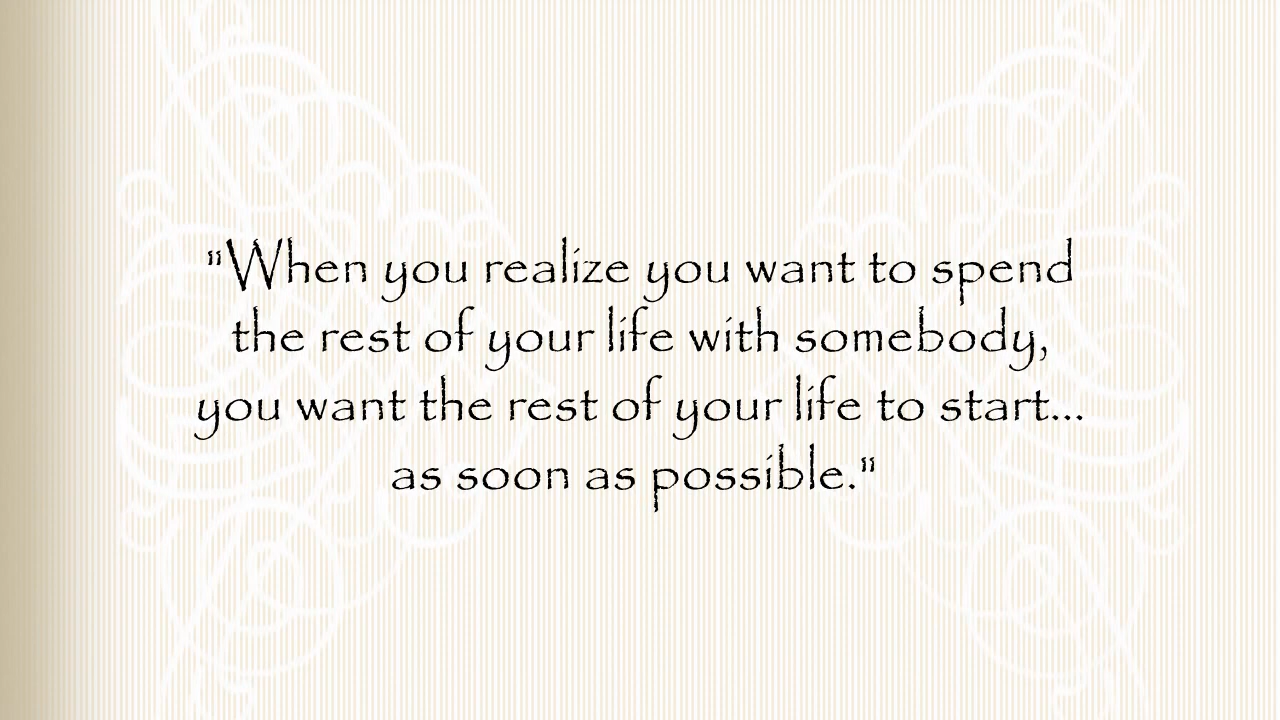 "When you realize you want to spend
the rest of your life with somebody,
you want the rest of your life to start...
as soon as possible."